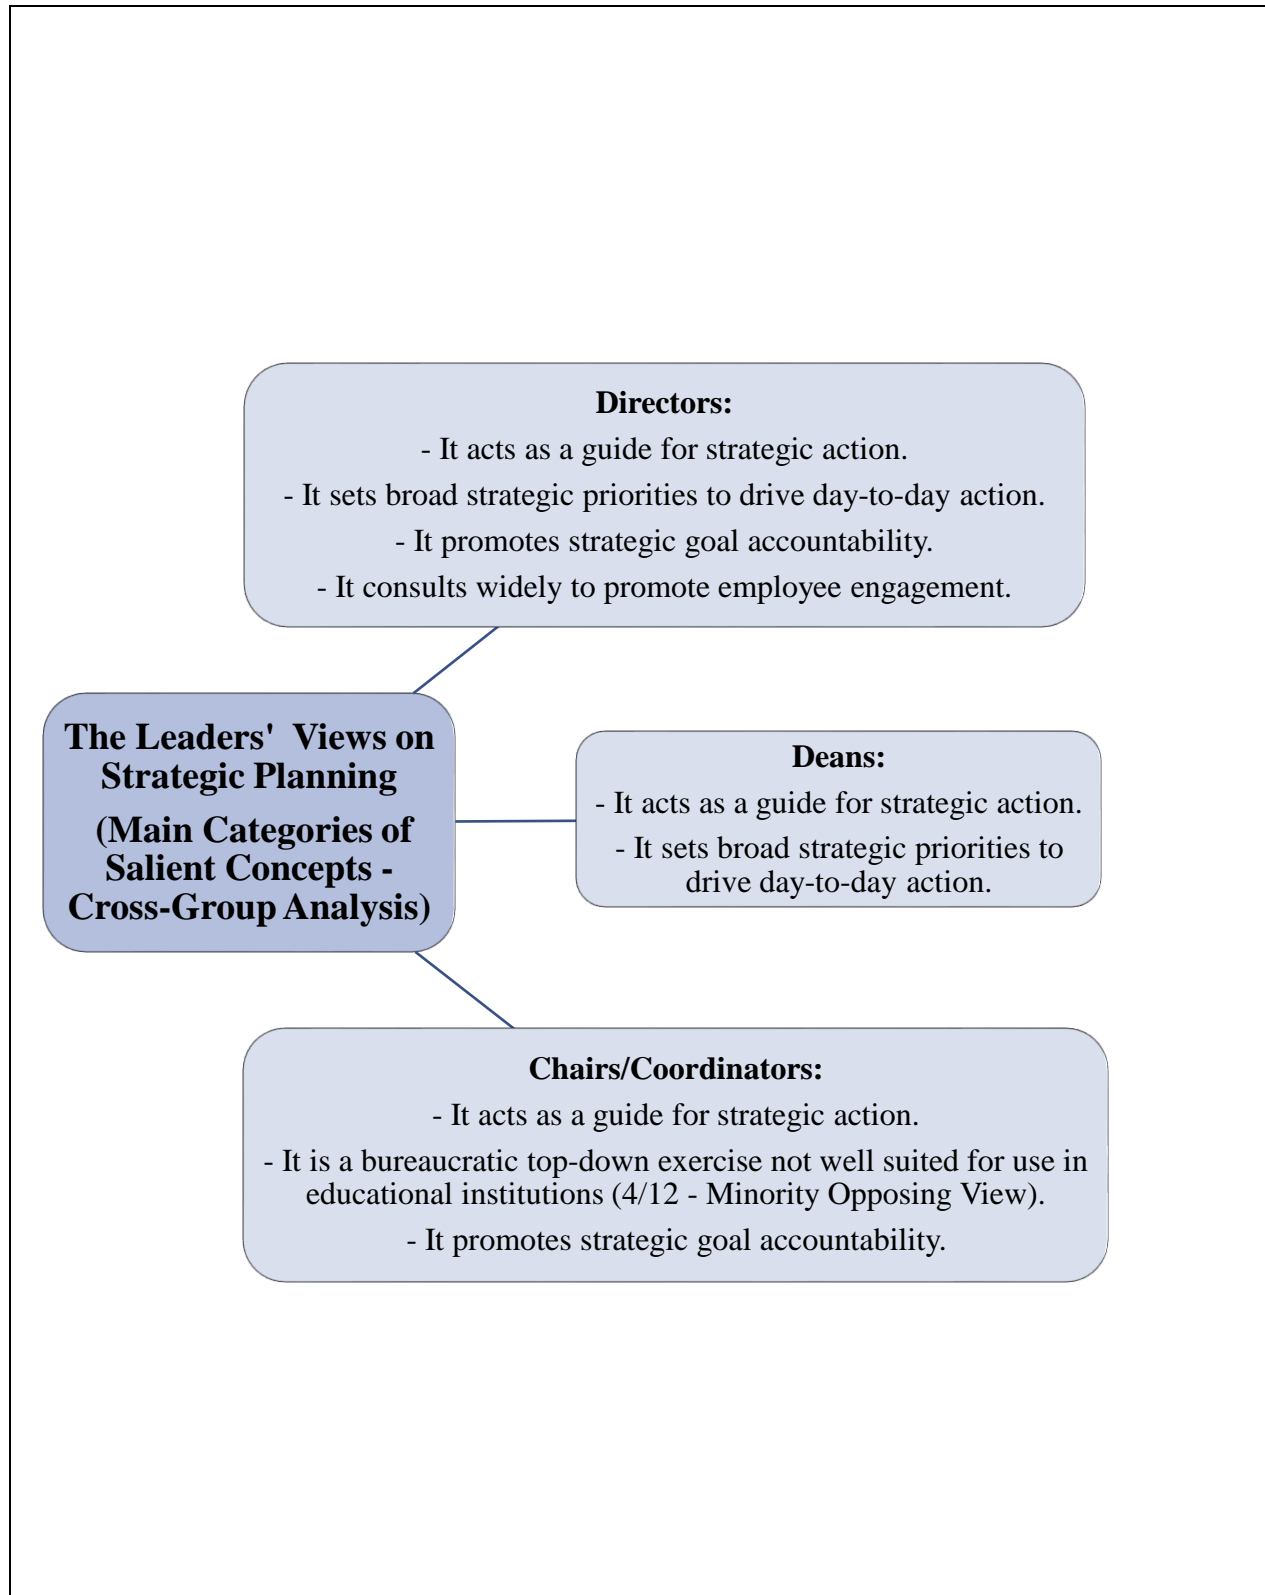 Directors:
- It acts as a guide for strategic action.
- It sets broad strategic priorities to drive day-to-day action.
- It promotes strategic goal accountability.
- It consults widely to promote employee engagement.
The Leaders' Views on
Strategic Planning
(Main Categories of
Salient Concepts -
Cross-Group Analysis)
Deans:
- It acts as a guide for strategic action.
- It sets broad strategic priorities to
drive day-to-day action.
Chairs/Coordinators:
- It acts as a guide for strategic action.
- It is a bureaucratic top-down exercise not well suited for use in
educational institutions (4/12 - Minority Opposing View).
- It promotes strategic goal accountability.